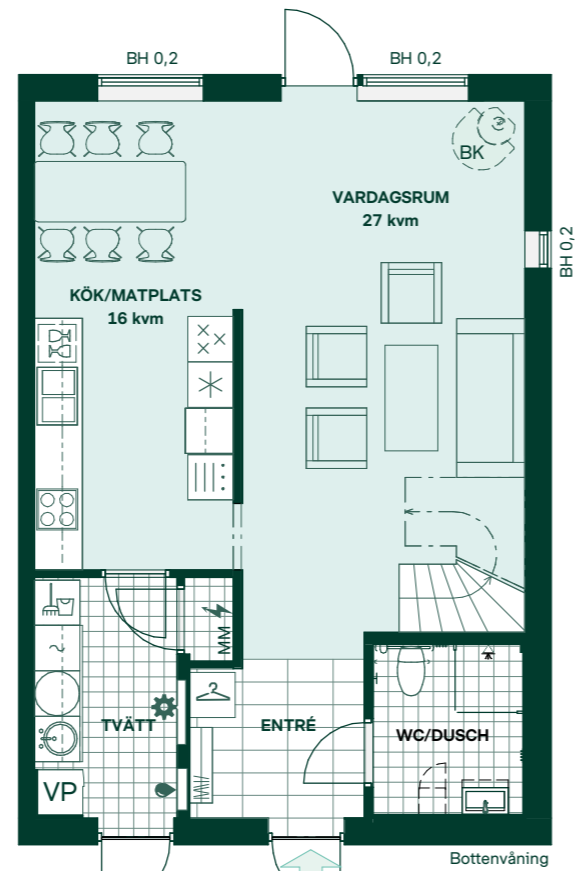 BH 0,2
BH 0,2
BK
VARDAGSRUM
27 kvm
BH 0,2
KÖK/MATPLATS
16 kvm
MM
TVÄTT
ENTRÉ
WC/DUSCH
VP
Bottenvåning